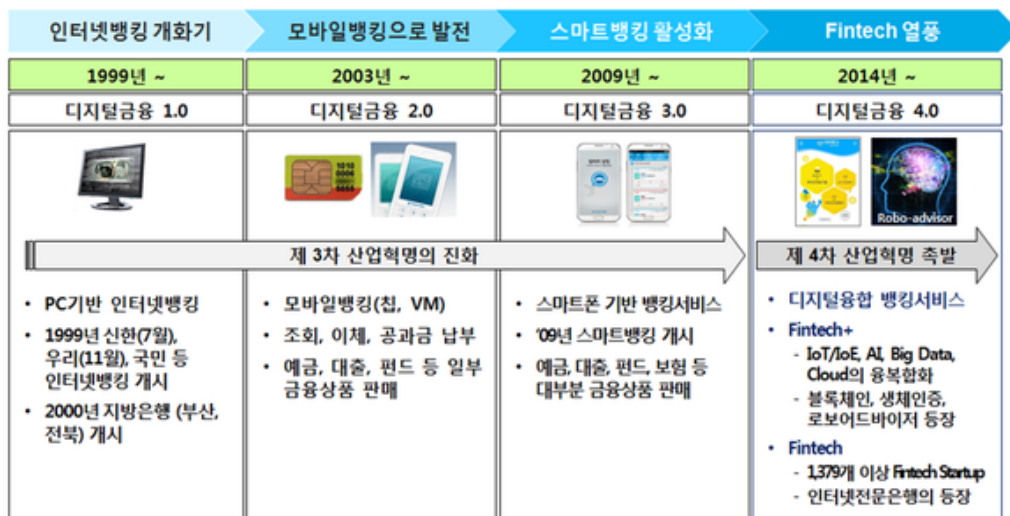 인터넷뱅킹 개화기
모바일뱅킹으로 발전
스마트뱅킹 활성화
Fintech 열풍
1999년 ~
2003년 ~
2009년 ~
2014년 ~
디지털금융 1.0
디지털금융 2.0
디지털금융 3.0
디지털금융 4.0
1010
0006
0000
Robo-advisor
제 3차 산업혁명의 진화
제 4차 산업혁명 촉발
• PC기반 인터넷뱅킹
• 1999년 신한(7월),
우리(11월), 국민 등
인터넷뱅킹 개시
• 2000년 지방은행 (부산,
전북) 개시
• 모바일뱅킹(칩, VM)
• 조회, 이체, 공과금 납부
• 예금, 대출, 펀드 등 일부
금융상품 판매
• 스마트폰 기반 뱅킹서비스
• '09년 스마트뱅킹 개시
• 예금, 대출, 펀드, 보험 등
대부분 금융상품 판매
• 디지털융합 뱅킹서비스
• Fintech+
- IoT/IoE, AI, Big Data,
Cloud의 융복합화
- 블록체인, 생체인증,
로보어드바이저 등장
• Fintech
- 1,379개 이상 Fintech Startup
- 인터넷전문은행의 등장